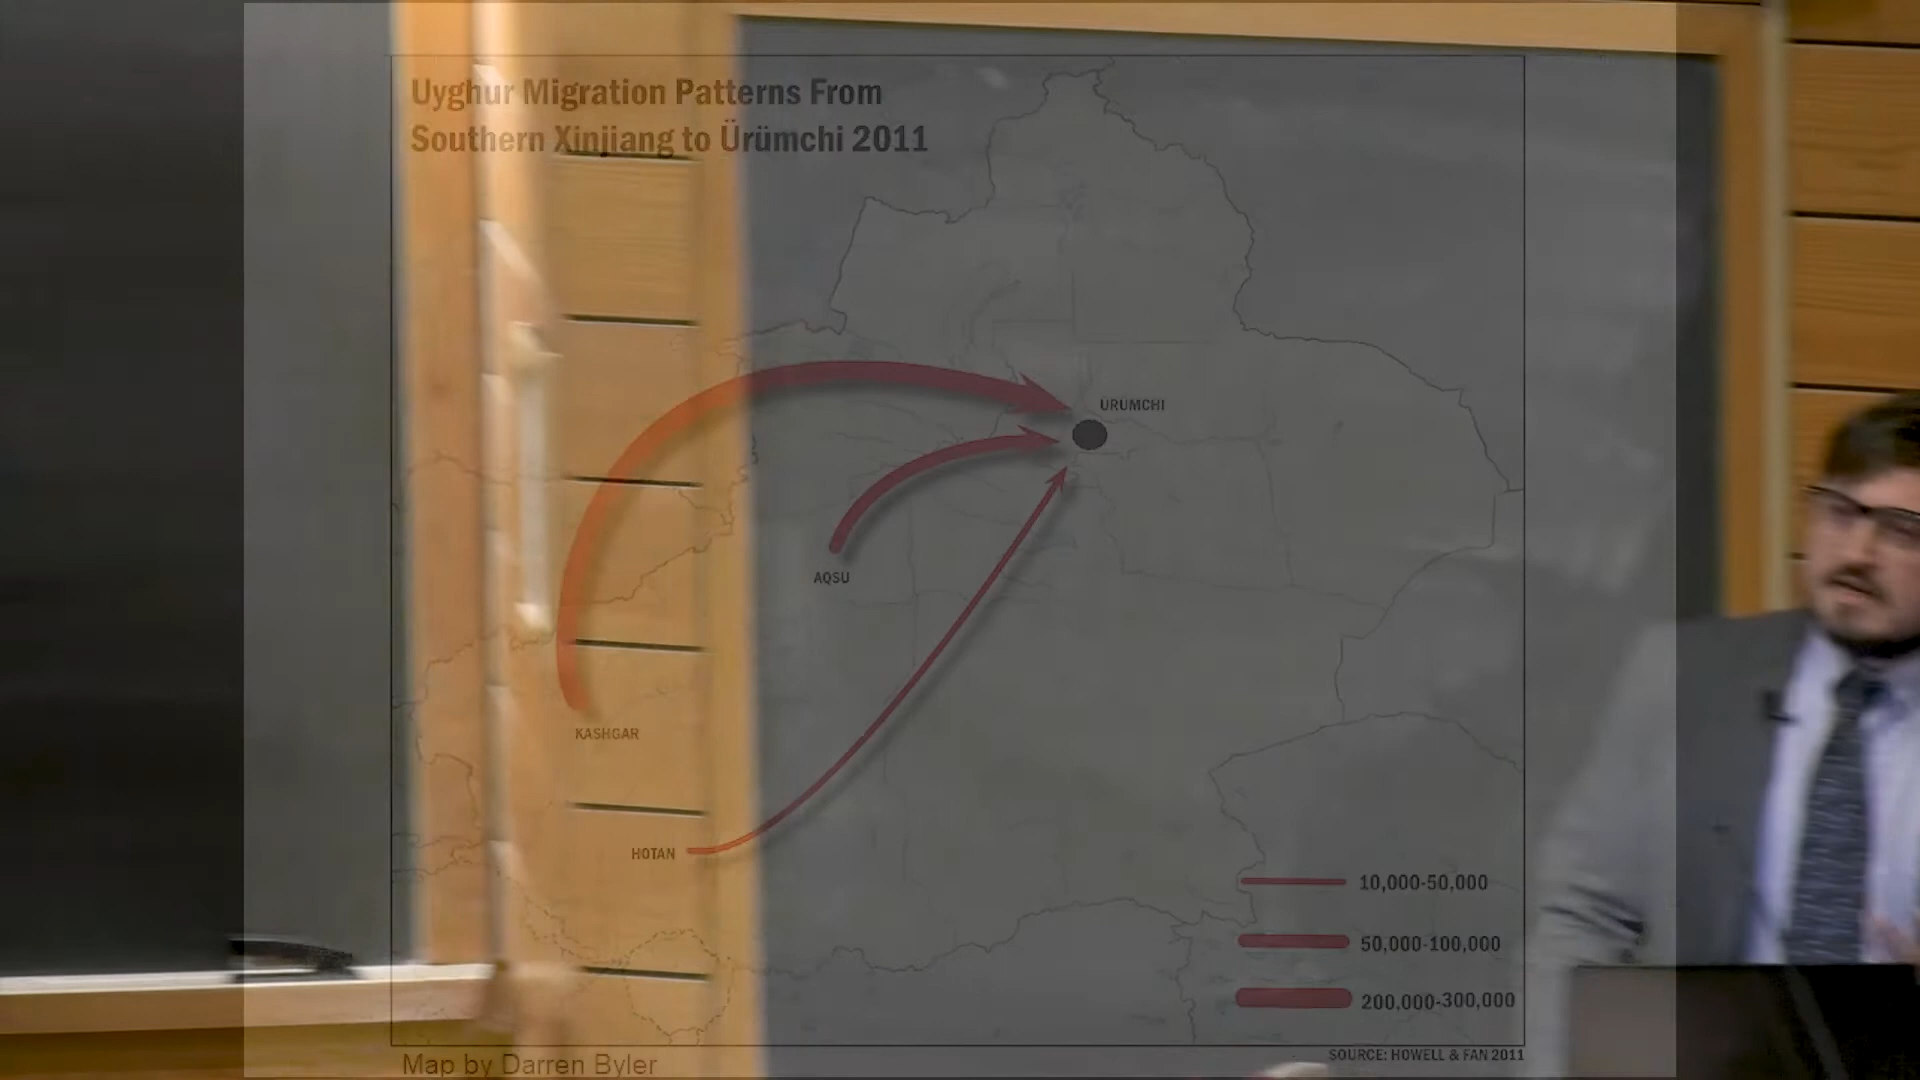 Uyghur Migration Patterns From
Southern Xinjiang to Ürümchi 2011
URUMCHI
AQSU
KASHGAR
HOTAN
10,000-50,000
50,000-100,000
200,000-300,000
SOURCE: HOWELL & FAN 2011
Map by Darren Byler